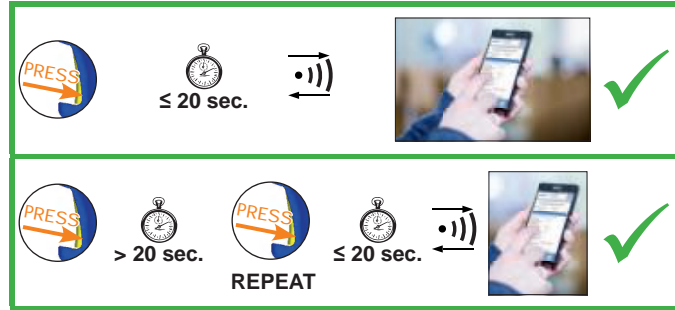 PRESS
≤ 20 sec.
PRESS
> 20 sec.
PRESS
REPEAT
≤ 20 sec.